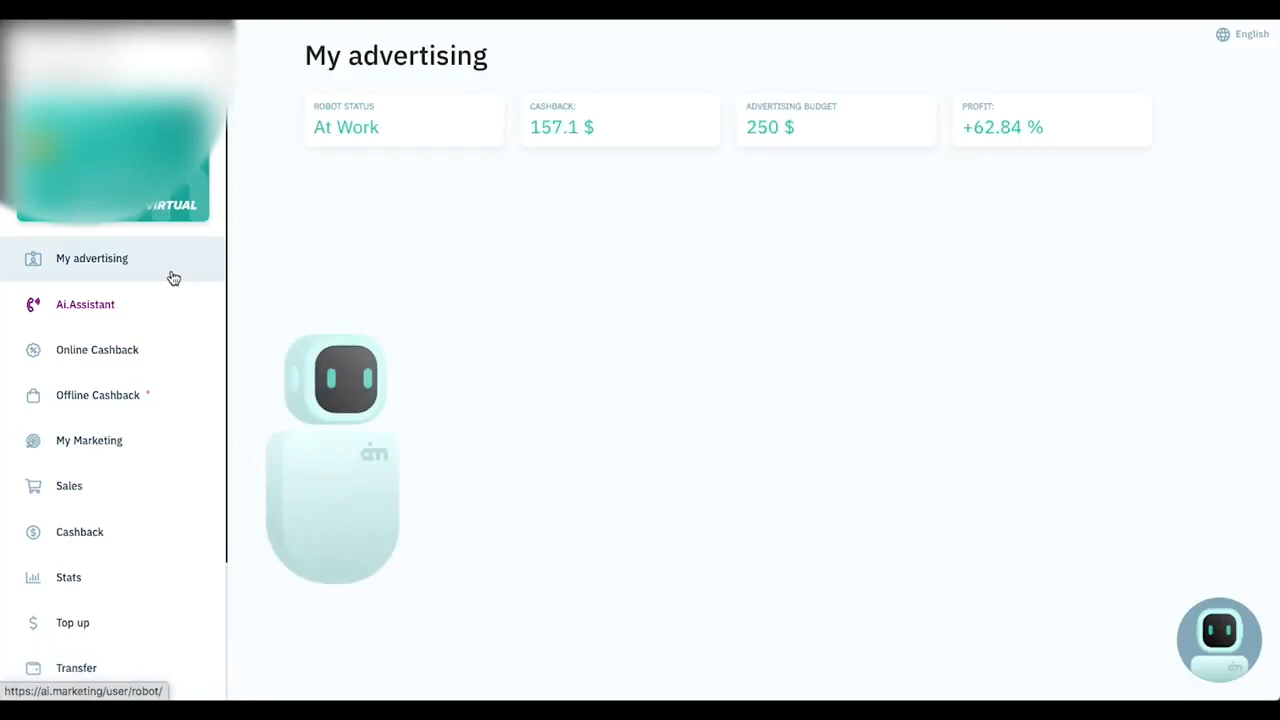 English
My advertising
ROBOT STATUS
At Work
CASHBACK:
157.1 $
ADVERTISING BUDGET
250 $
PROFIT:
+62.84 %
VIRTUAL
My advertising
Ai.Assistant
Online Cashback
Offline Cashback *
My Marketing
Sales
Cashback
Stats
Top up
Transfer
https://ai.marketing/user/robot/
aim
aim